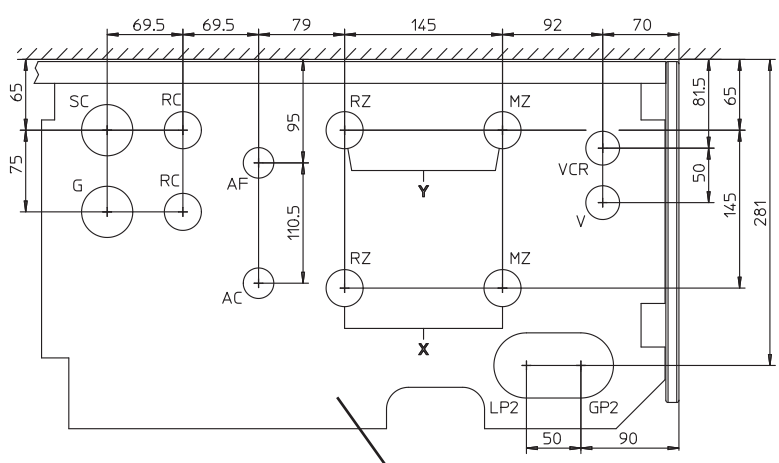 69.5 69.5 79 145 92 70
65 SC RC 95 RZ MZ 81.5 65
75 G RC AF Y VCR V 50 145 281
110.5
AC RZ MZ
X
LP2 GP2
50 90